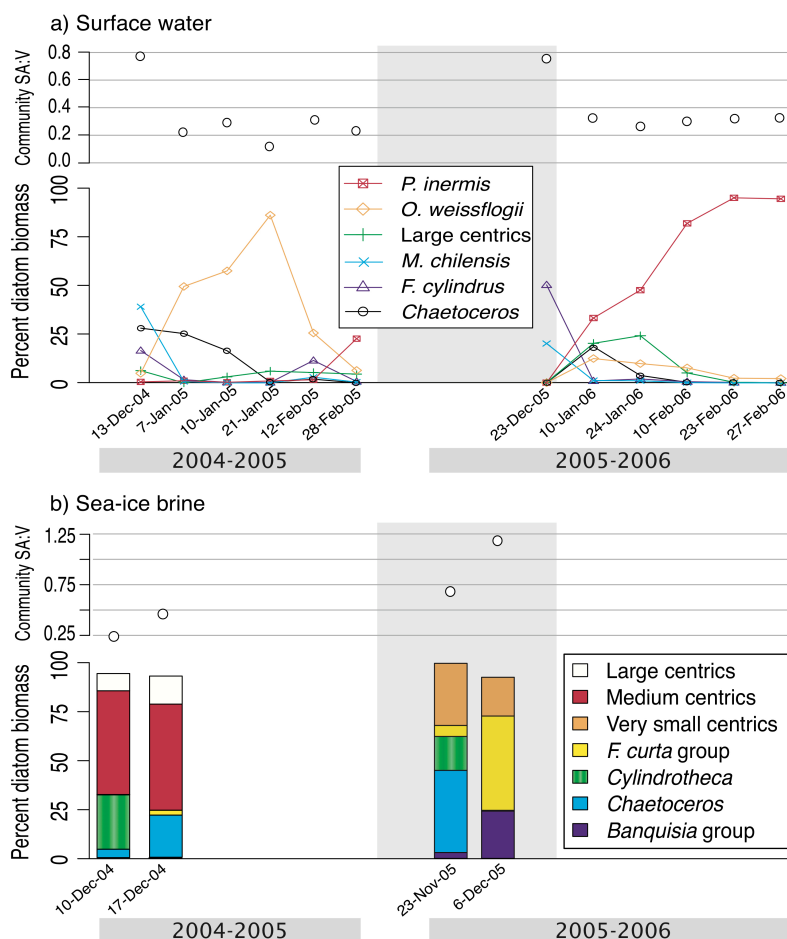 a) Surface water
Community SA:V
0.8
0.6
0.4
0.2
0.0
Percent diatom biomass
100
75
50
25
0
P. inermis
O. weissflogii
Large centrics
M. chilensis
F. cylindrus
Chaetoceros
13-Dec-04
7-Jan-05
10-Jan-05
21-Jan-05
12-Feb-05
28-Feb-05
23-Dec-05
10-Jan-06
24-Jan-06
10-Feb-06
23-Feb-06
27-Feb-06
2004-2005
2005-2006
b) Sea-ice brine
Community SA:V
1.25
0.75
0.25
Percent diatom biomass
100
75
50
25
0
Large centrics
Medium centrics
Very small centrics
F. curta group
Cylindrotheca
Chaetoceros
Banquisia group
10-Dec-04
17-Dec-04
23-Nov-05
6-Dec-05
2004-2005
2005-2006